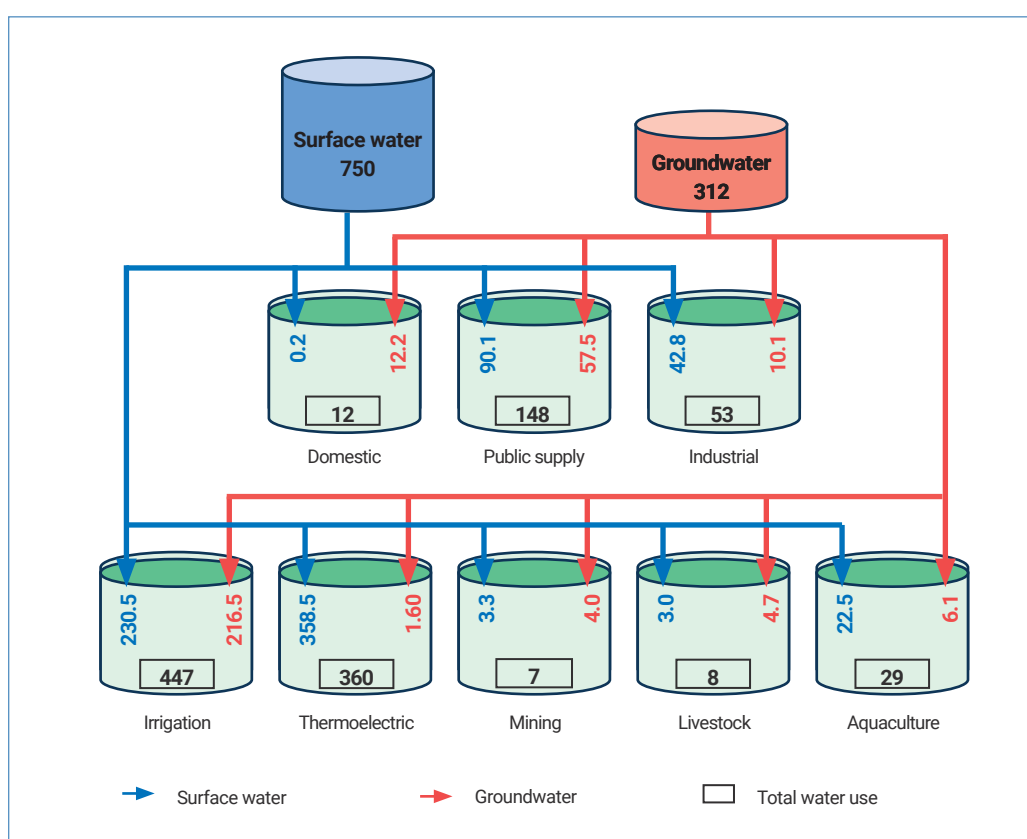 Surface water
750
Groundwater
312
0.2
12.2
90.1
57.5
42.8
10.1
12
148
53
Domestic
Public supply
Industrial
230.5
216.5
358.5
1.60
3.3
4.0
3.0
4.7
22.5
6.1
447
360
7
8
29
Irrigation
Thermoelectric
Mining
Livestock
Aquaculture
Surface water
Groundwater
Total water use